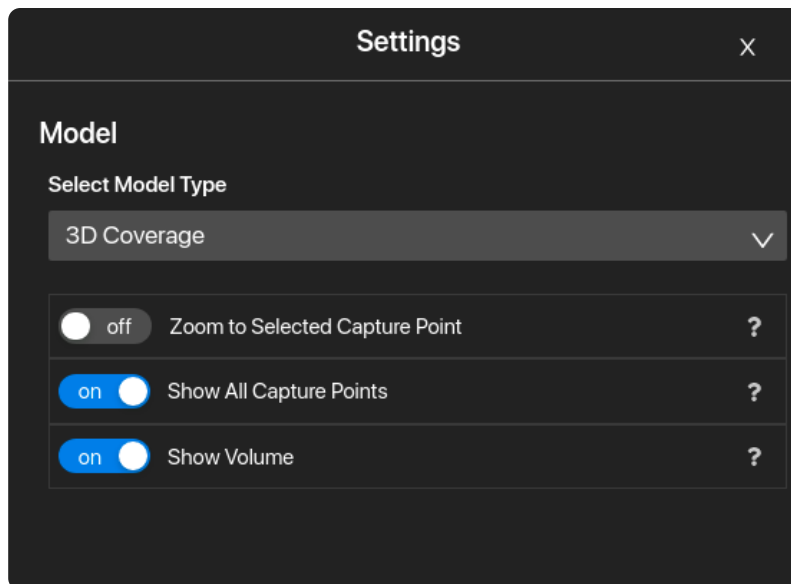 Settings
X
Model
Select Model Type
3D Coverage
off Zoom to Selected Capture Point ?
on Show All Capture Points ?
on Show Volume ?